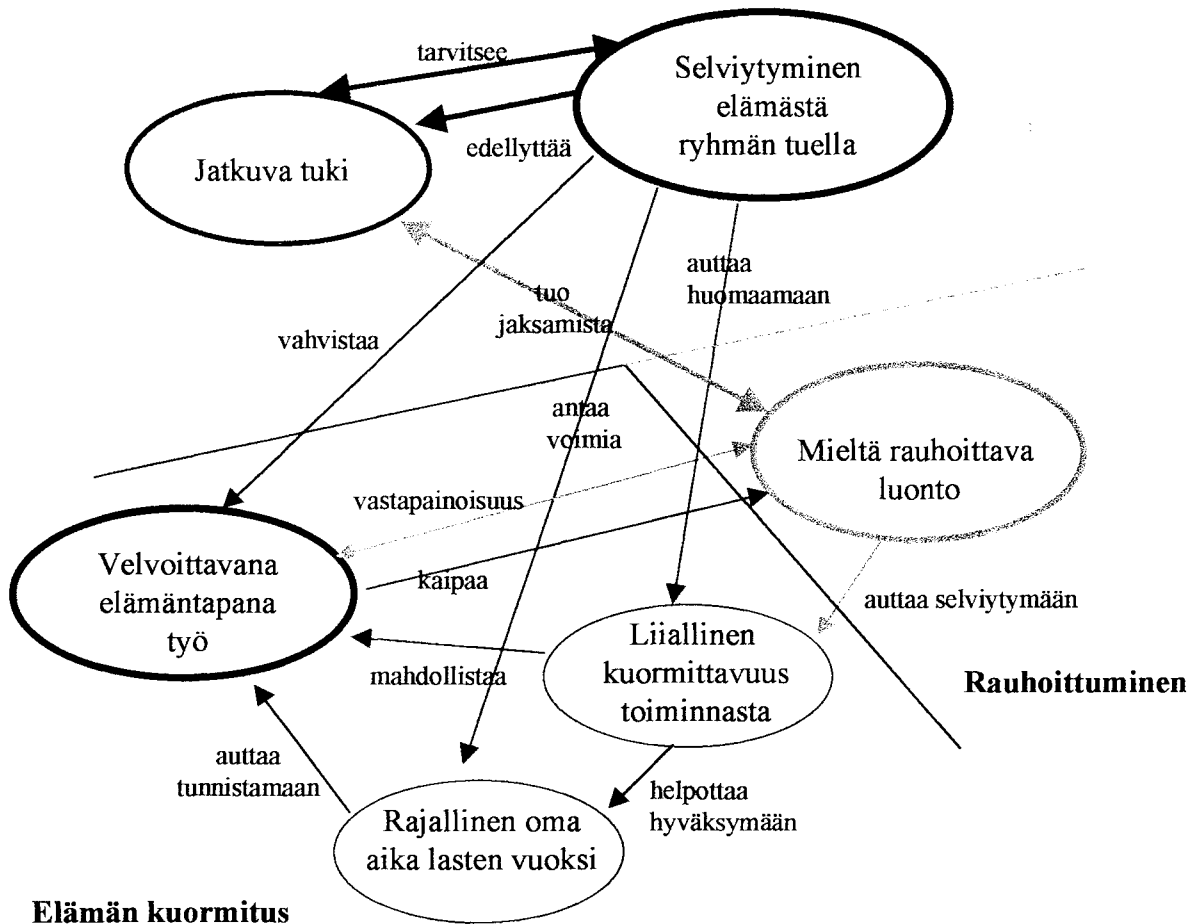 tarvitsee
Selviytyminen
elämästä
ryhmän tuella
edellyttää
Jatkuva tuki
auttaa
huomaamaan
tuo
jaksamista
vahvistaa
antaa
voimia
Mieltä rauhoittava
luonto
vastapainoisuus
Velvoittavana
elämäntapana
työ
kaipaa
auttaa selviytymään
Liiallinen
kuormittavuus
toiminnasta
mahdollistaa
Rauhoittuminen
auttaa
tunnistamaan
helpottaa
hyväksymään
Rajallinen oma
aika lasten vuoksi
Elämän kuormitus